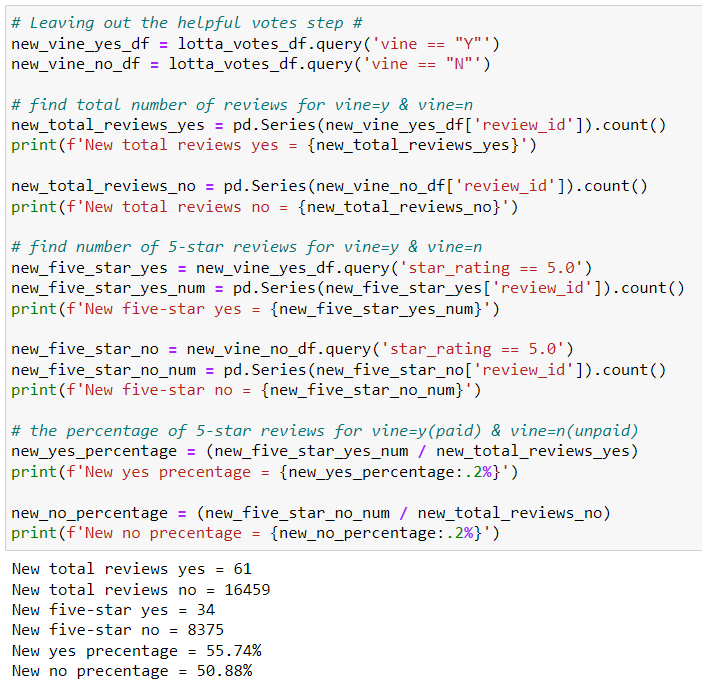 # Leaving out the helpful votes step #
new_vine_yes_df = lotta_votes_df.query('vine == "Y"')
new_vine_no_df = lotta_votes_df.query('vine == "N"')
# find total number of reviews for vine=y & vine=n
new_total_reviews_yes = pd.Series(new_vine_yes_df['review_id']).count()
print(f'New total reviews yes = {new_total_reviews_yes}')
new_total_reviews_no = pd.Series(new_vine_no_df['review_id']).count()
print(f'New total reviews no = {new_total_reviews_no}')
# find number of 5-star reviews for vine=y & vine=n
new_five_star_yes = new_vine_yes_df.query('star_rating == 5.0')
new_five_star_yes_num = pd.Series(new_five_star_yes['review_id']).count()
print(f'New five-star yes = {new_five_star_yes_num}')
new_five_star_no = new_vine_no_df.query('star_rating == 5.0')
new_five_star_no_num = pd.Series(new_five_star_no['review_id']).count()
print(f'New five-star no = {new_five_star_no_num}')
# the percentage of 5-star reviews for vine=y(paid) & vine=n(unpaid)
new_yes_percentage = (new_five_star_yes_num / new_total_reviews_yes)
print(f'New yes precentage = {new_yes_percentage:.2%}')
new_no_percentage = (new_five_star_no_num / new_total_reviews_no)
print(f'New no precentage = {new_no_percentage:.2%}')
New total reviews yes = 61
New total reviews no = 16459
New five-star yes = 34
New five-star no = 8375
New yes precentage = 55.74%
New no precentage = 50.88%